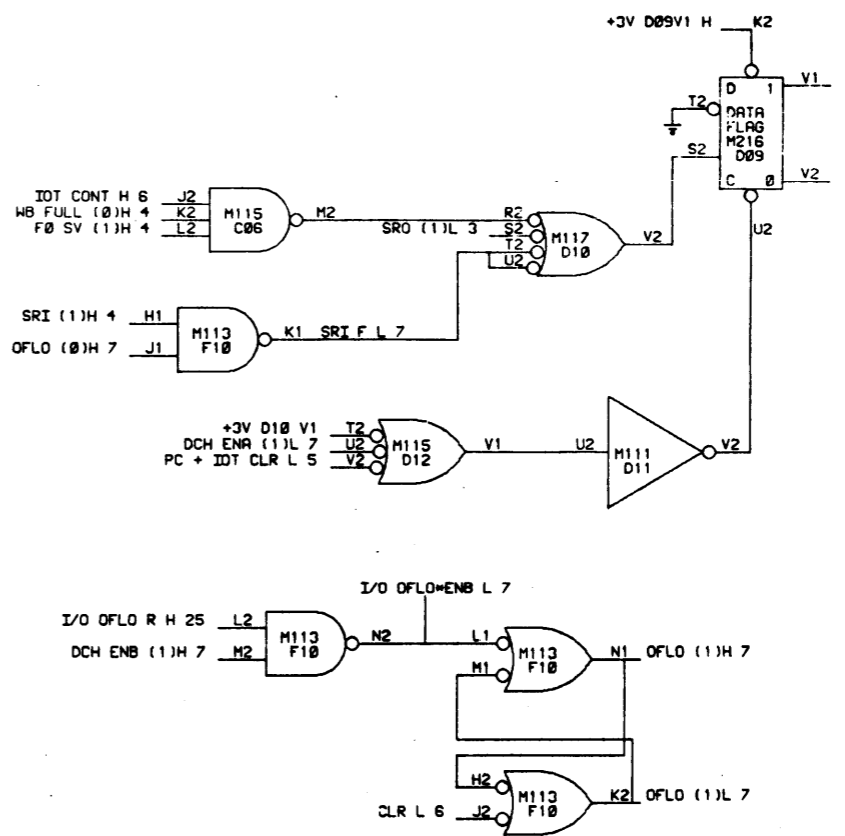 +3V D09V1 H K2
D 1 V1
T2 DATA
FLAG
M216
S2 D09
C 0 V2
U2
IOT CONT H 6 J2
WB FULL (0)H 4 K2
F0 SV (1)H 4 L2
M115
C06
M2
R2
SRO (1)L 3 S2
T2
U2
M117
D10
V2
SRI (1)H 4 H1
OFLO (0)H 7 J1
M113
F10
K1 SRI F L 7
+3V D10 V1 T2
DCH ENA (1)L 7 U2
PC + IOT CLR L 5 V2
M115
D12
V1
U2
M111
D11
V2
I/O OFLO*ENB L 7
I/O OFLO R H 25 L2
DCH ENB (1)H 7 M2
M113
F10
N2
L1
M1
M113
F10
N1 OFLO (1)H 7
H2
CLR L 6 J2
M113
F10
K2 OFLO (1)L 7